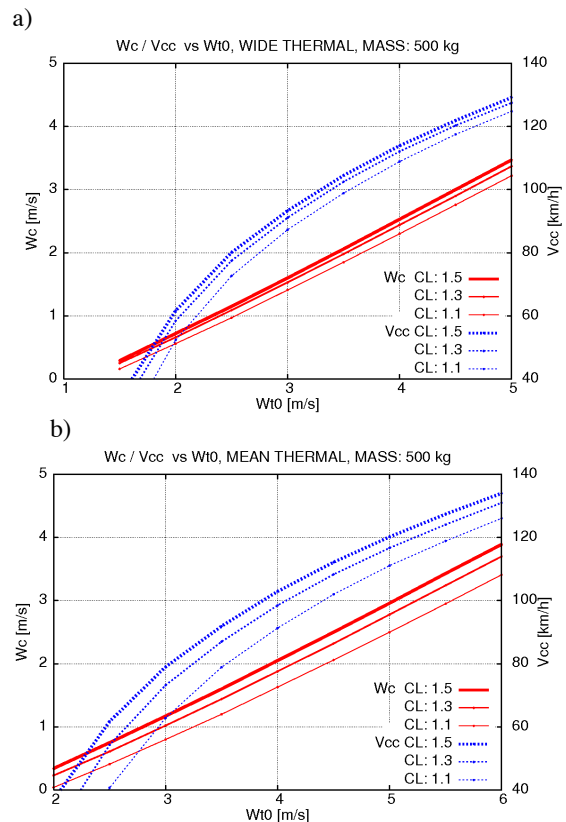 a)
Wc / Vcc vs Wt0, WIDE THERMAL, MASS: 500 kg
5
4
3
2
1
0
140
120
100
80
60
40
1 2 3 4 5
Wc [m/s]
Vcc [km/h]
Wt0 [m/s]
Wc CL: 1.5
CL: 1.3
CL: 1.1
Vcc CL: 1.5
CL: 1.3
CL: 1.1
b)
Wc / Vcc vs Wt0, MEAN THERMAL, MASS: 500 kg
5
4
3
2
1
0
140
120
100
80
60
40
2 3 4 5 6
Wc [m/s]
Vcc [km/h]
Wt0 [m/s]
Wc CL: 1.5
CL: 1.3
CL: 1.1
Vcc CL: 1.5
CL: 1.3
CL: 1.1